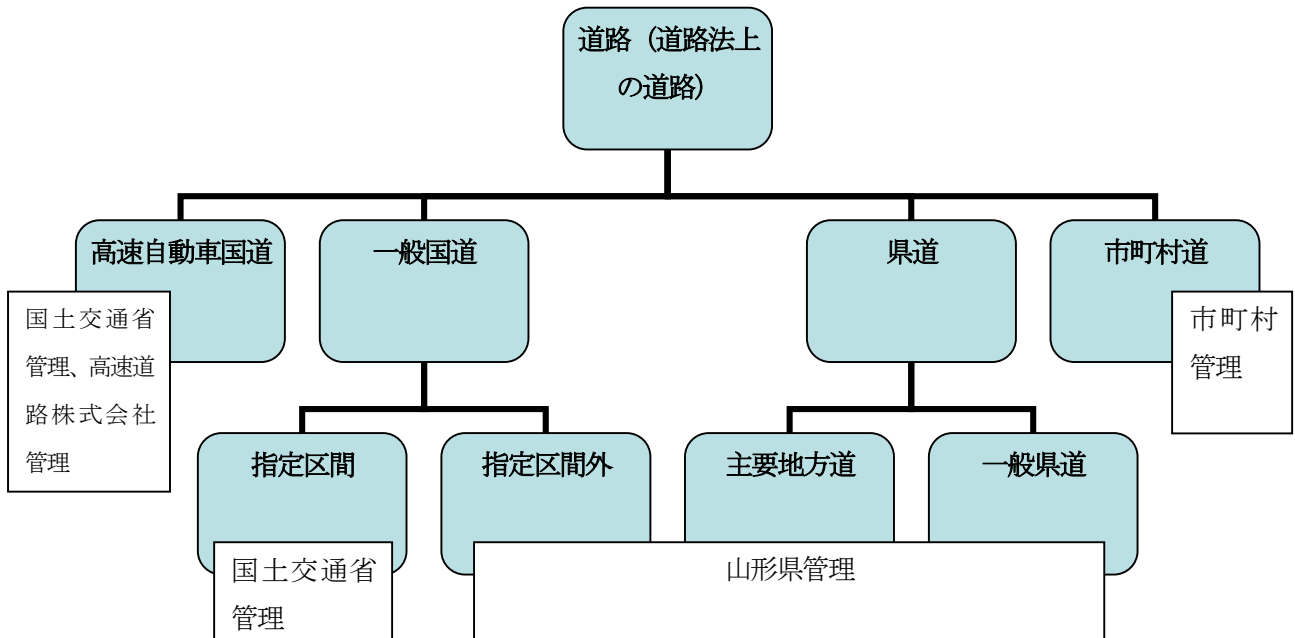 道路（道路法上
の道路）
高速自動車国道
一般国道
県道
市町村道
国土交通省
管理、高速道
路株式会社
管理
市町村
管理
指定区間
指定区間外
主要地方道
一般県道
国土交通省
管理
山形県管理